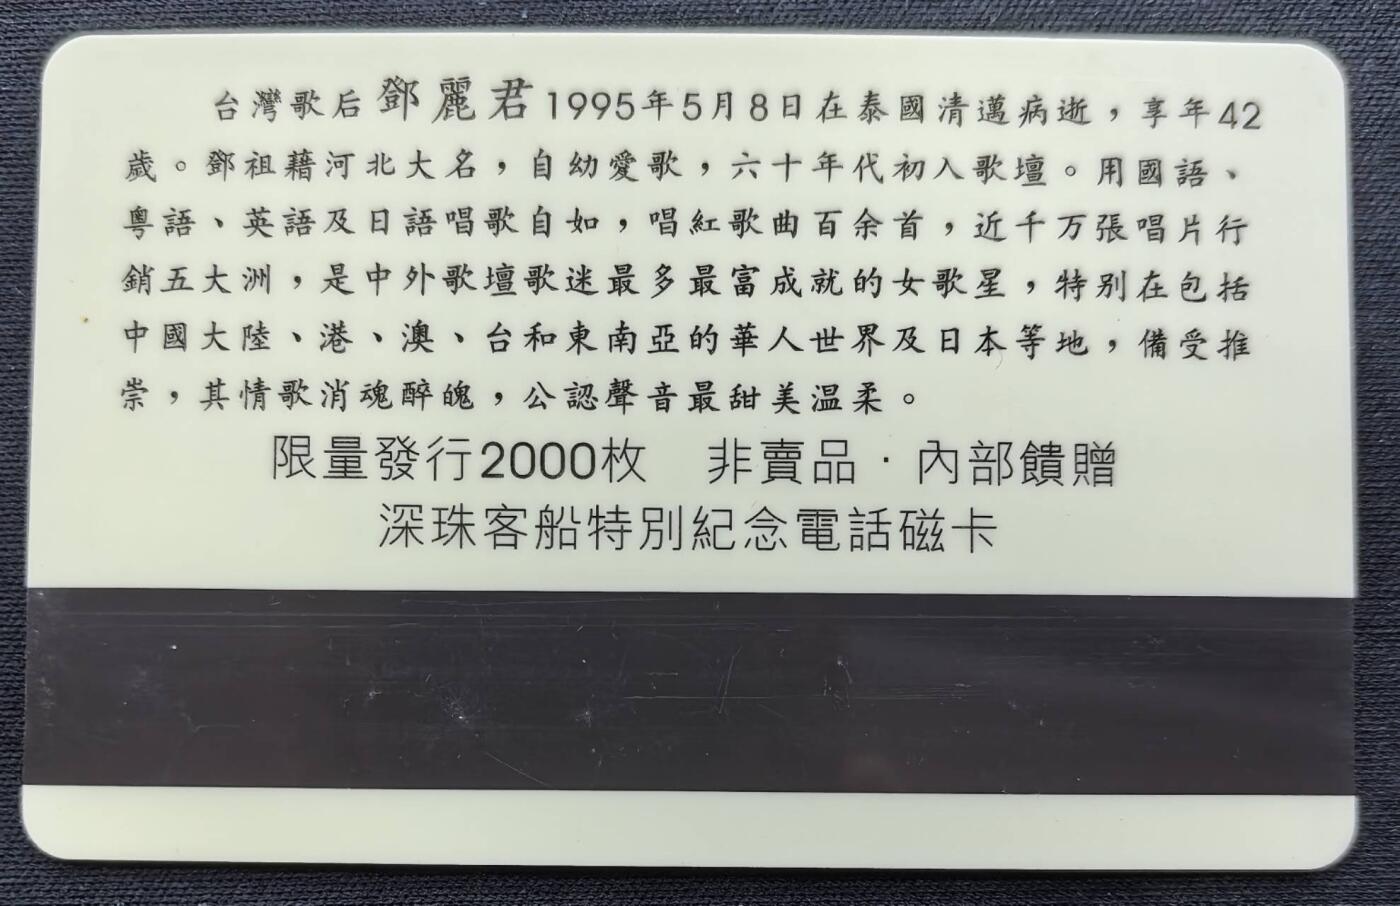 台灣歌后鄧麗君1995年5月8日在泰國清邁病逝，享年42
歲。鄧祖藉河北大名，自幼愛歌，六十年代初入歌壇。用國語、
粵語、英語及日語唱歌自如，唱紅歌曲百余首，近千万張唱片行
銷五大洲，是中外歌壇歌迷最多最富成就的女歌星，特别在包括
中國大陸、港、澳、台和東南亞的華人世界及日本等地，備受推
崇，其情歌消魂醉魄，公認聲音最甜美温柔。
限量發行2000枚　非賣品·內部饋贈
深珠客船特別紀念電話磁卡